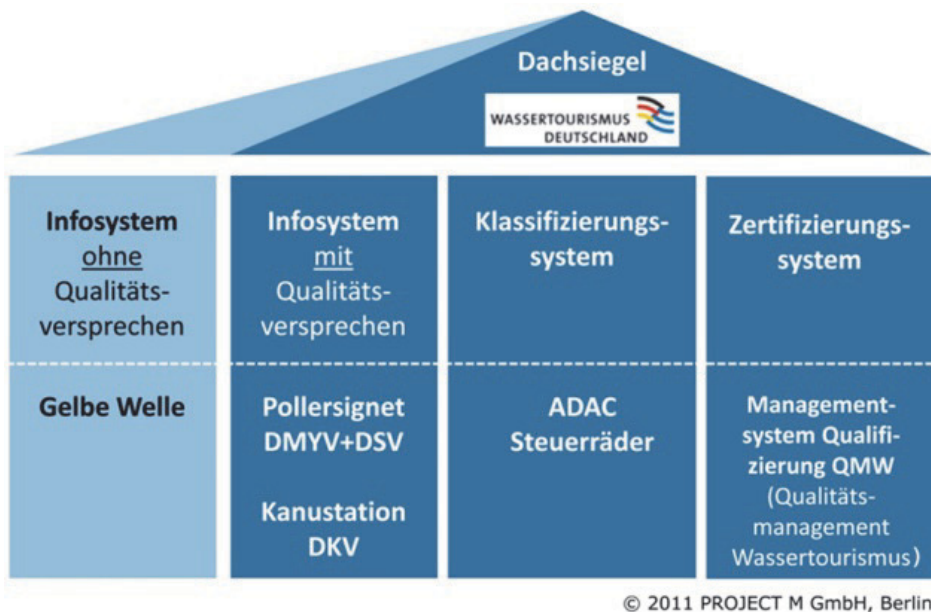 Dachsiegel
WASSERTOURISMUS
DEUTSCHLAND
Infosystem
ohne
Qualitäts-
versprechen
Gelbe Welle
Infosystem
mit
Qualitäts-
versprechen
Pollersignet
DMYV+DSV
Kanustation
DKV
Klassifizierungs-
system
ADAC
Steuerräder
Zertifizierungs-
system
Management-
system Qualifi-
zierung QMW
(Qualitäts-
management
Wassertourismus)
© 2011 PROJECT M GmbH, Berlin